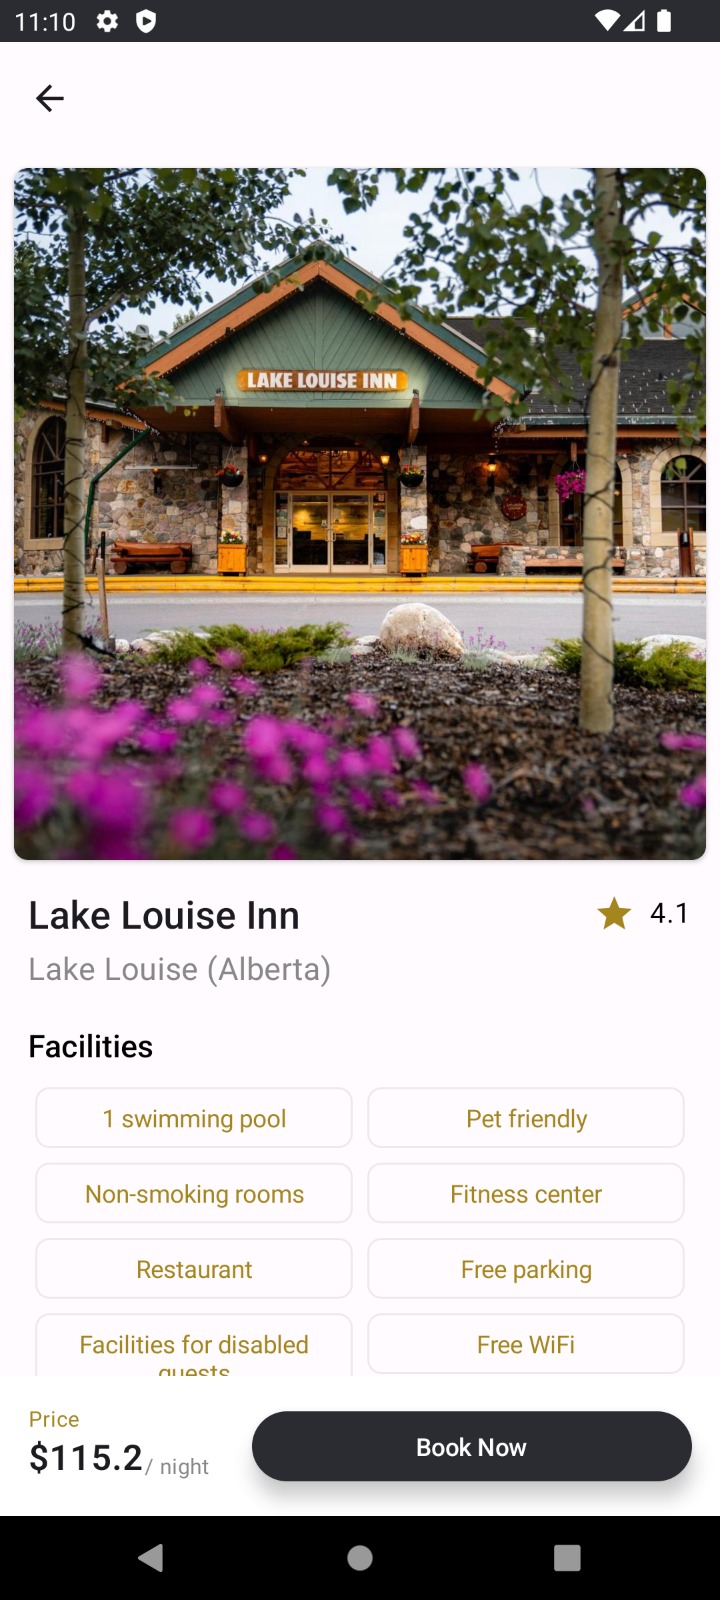 11:10
LAKE LOUISE INN
Lake Louise Inn
4.1
Lake Louise (Alberta)
Facilities
1 swimming pool
Pet friendly
Non-smoking rooms
Fitness center
Restaurant
Free parking
Facilities for disabled
guests
Free WiFi
Price
$115.2/ night
Book Now